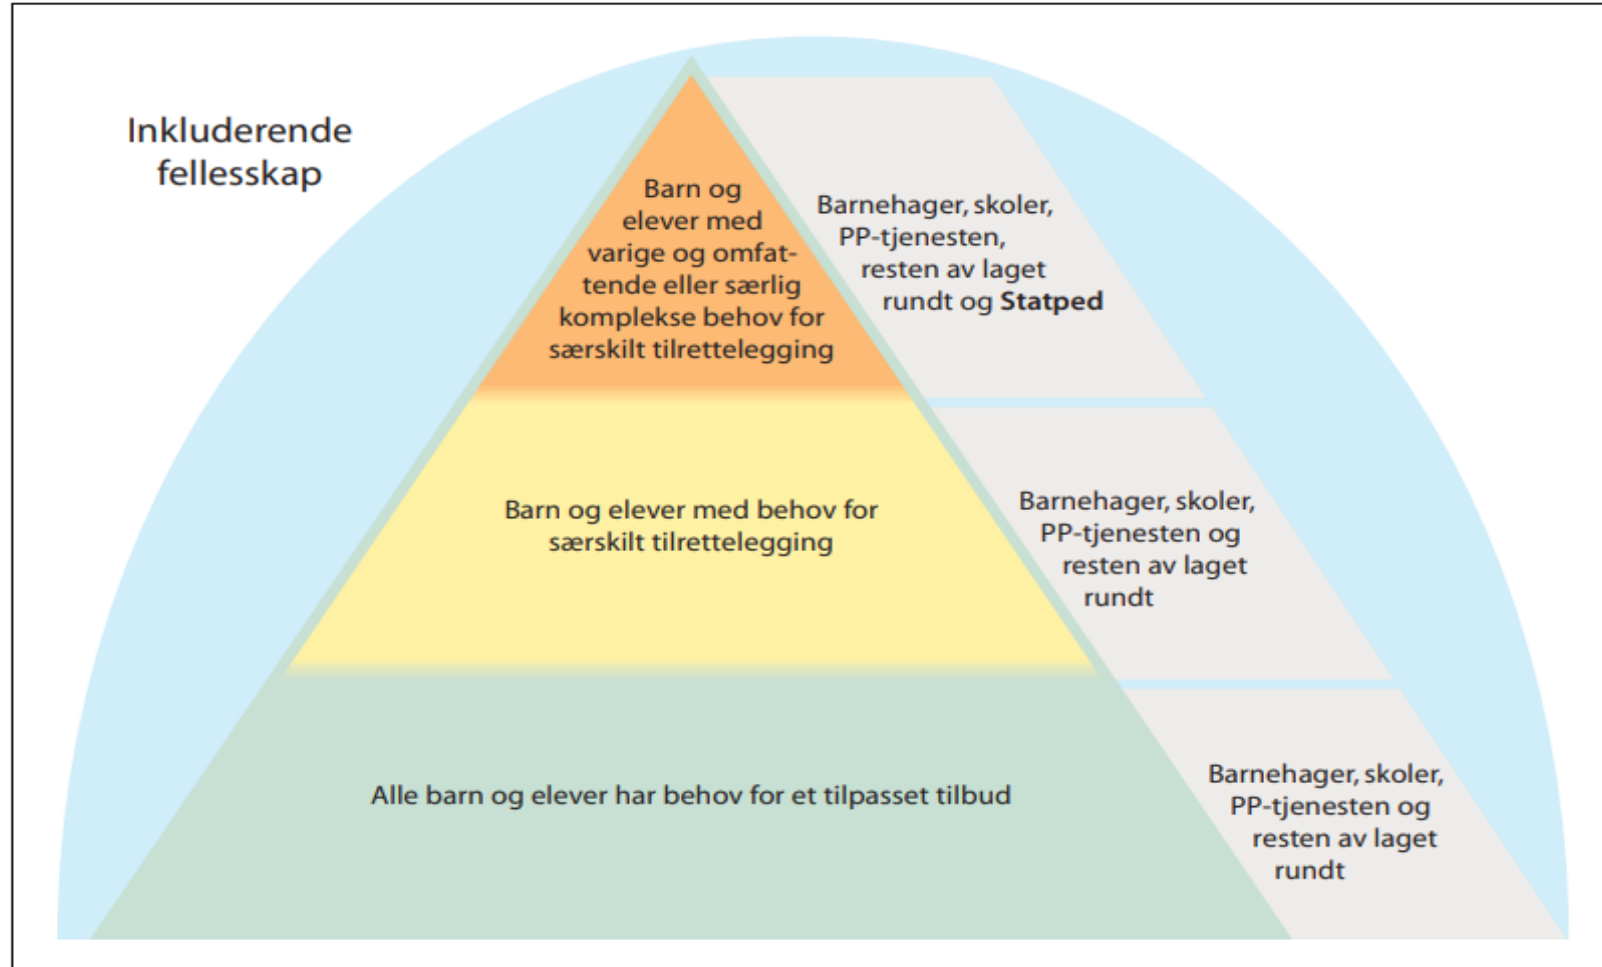 Inkluderende
fellesskap
Barn og
elever med
varige og omfat-
tende eller særlig
komplekse behov for
særskilt tilrettelegging
Barnehager, skoler,
PP-tjenesten,
resten av laget
rundt og Statped
Barn og elever med behov for
særskilt tilrettelegging
Barnehager, skoler,
PP-tjenesten og
resten av laget
rundt
Alle barn og elever har behov for et tilpasset tilbud
Barnehager, skoler,
PP-tjenesten og
resten av laget
rundt